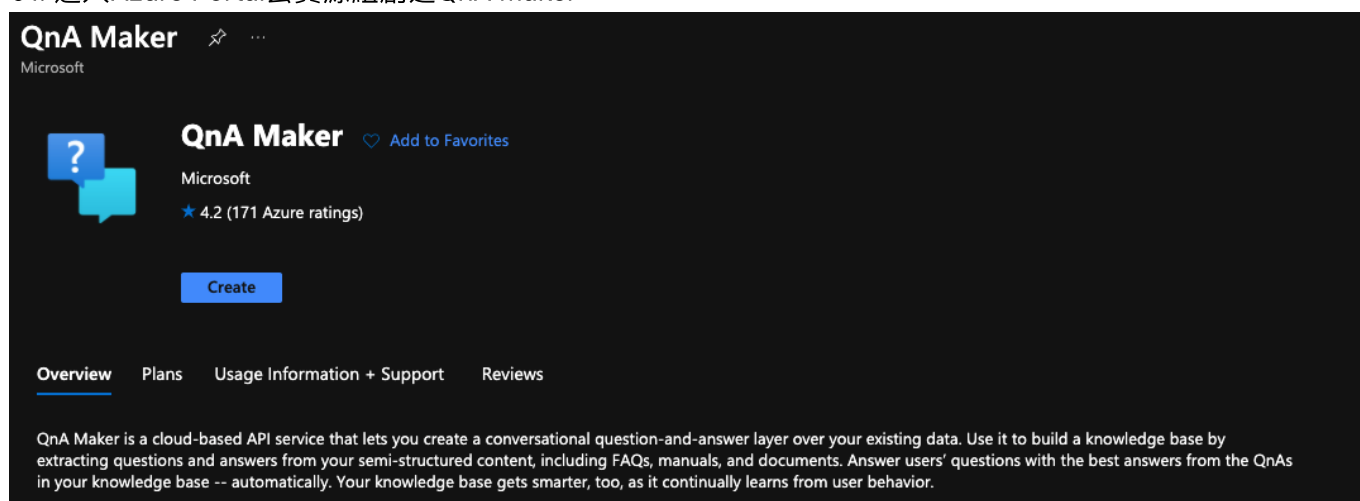 QnA Maker
Microsoft
QnA Maker Add to Favorites
Microsoft
4.2 (171 Azure ratings)
Create
Overview Plans Usage Information + Support Reviews
QnA Maker is a cloud-based API service that lets you create a conversational question-and-answer layer over your existing data. Use it to build a knowledge base by
extracting questions and answers from your semi-structured content, including FAQs, manuals, and documents. Answer users' questions with the best answers from the QnAs
in your knowledge base -- automatically. Your knowledge base gets smarter, too, as it continually learns from user behavior.